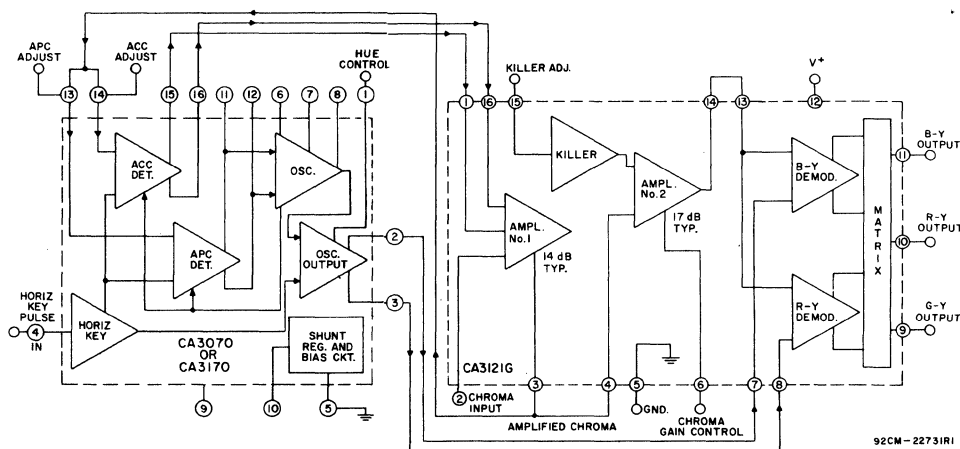 APC
ADJUST
ACC
ADJUST
HUE
CONTROL
KILLER ADJ.
V+
13
14
15
16
11
12
6
7
8
1
1
16
15
14
13
12
ACC
DET.
OSC.
KILLER
AMPL.
No.2
B-Y
DEMOD.
B-Y
OUTPUT
11
17 dB
TYP.
APC
DET.
OSC.
OUTPUT
2
AMPL.
No.1
14 dB
TYP.
MATRIX
R-Y
OUTPUT
10
3
HORIZ
KEY
PULSE
4
IN
HORIZ
KEY
CA3070
OR
CA3170
SHUNT
REG. AND
BIAS CKT.
R-Y
DEMOD.
G-Y
OUTPUT
9
CA3121G
9
10
5
2
CHROMA
INPUT
3
4
5
GND.
6
7
8
AMPLIFIED CHROMA
CHROMA
GAIN CONTROL
92CM-22731R1